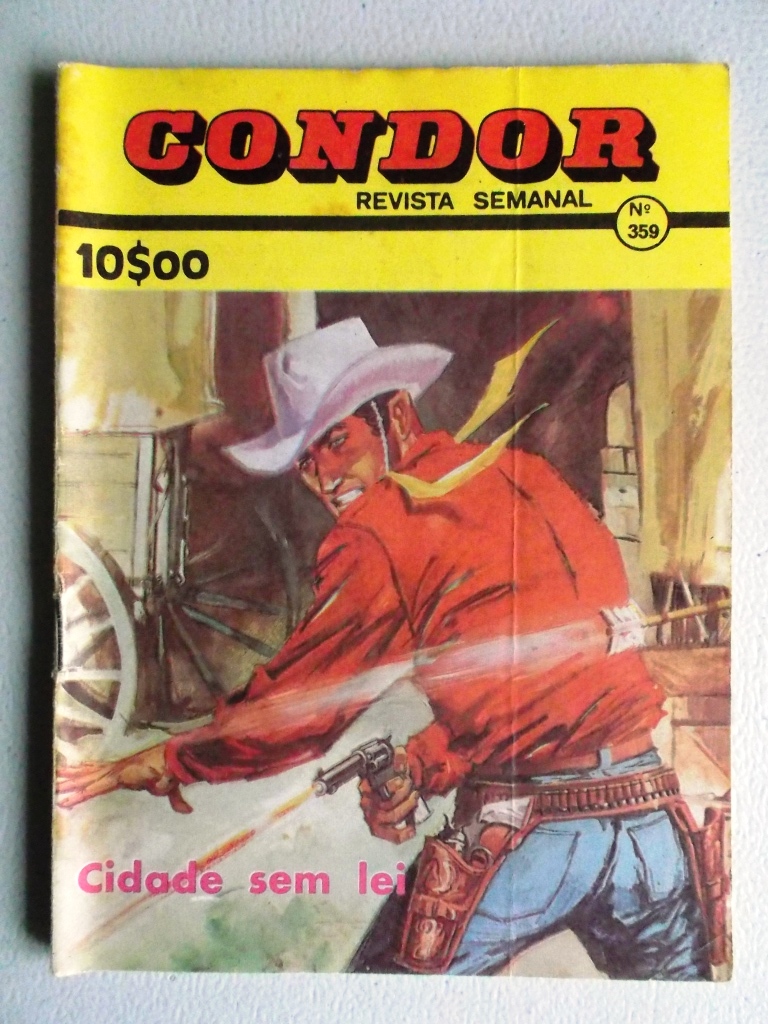 CONDOR
REVISTA SEMANAL
Nº
359
10$00
Cidade sem lei